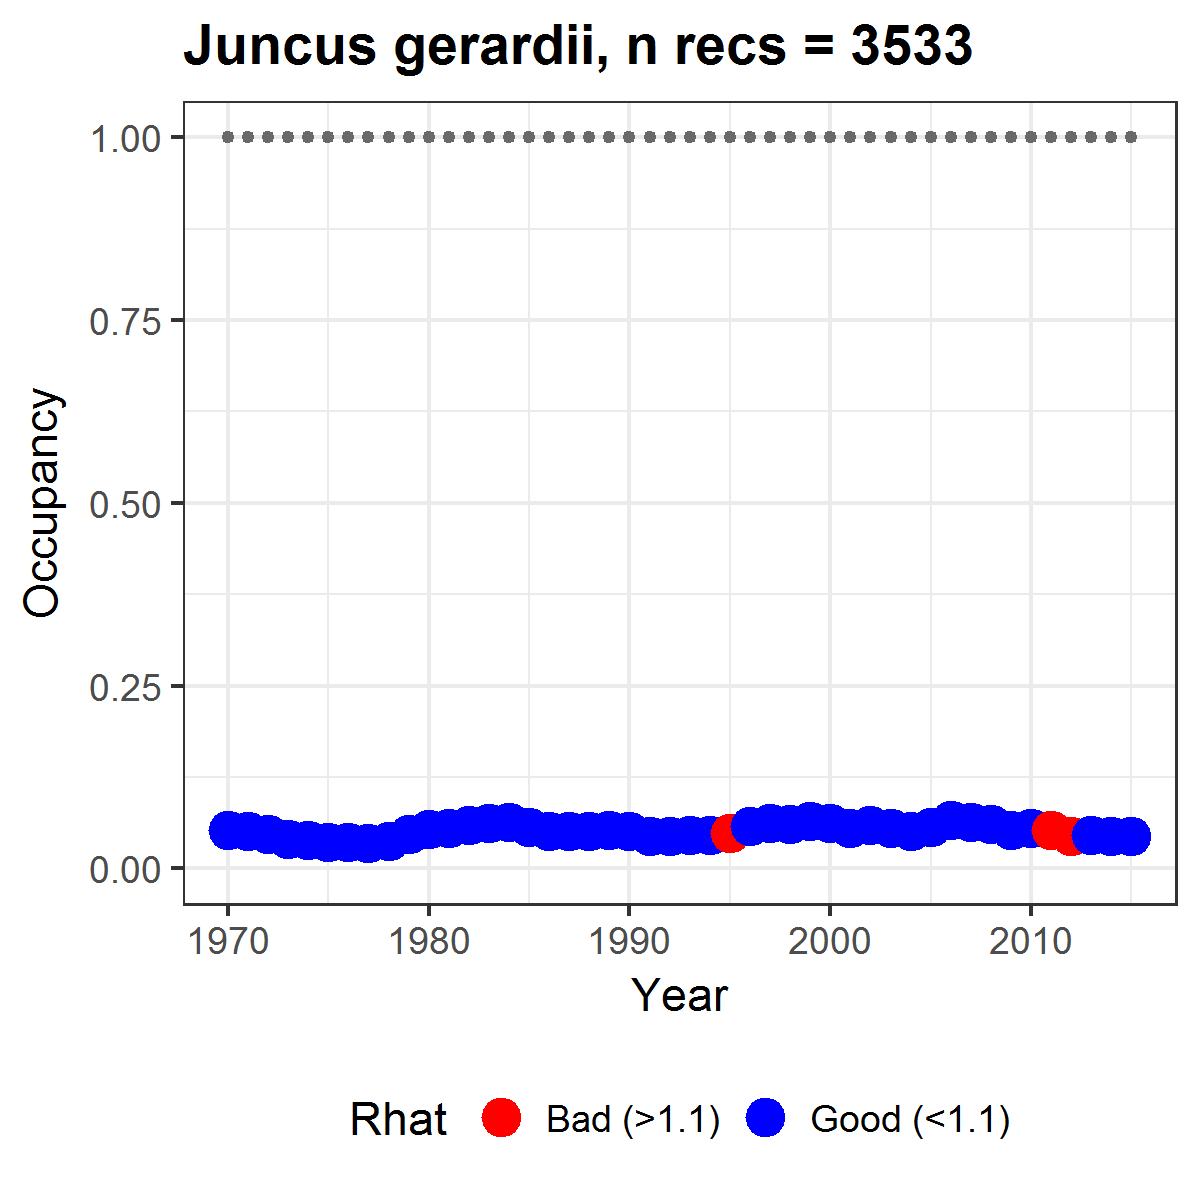 Juncus gerardii, n recs = 3533
1.00
0.75
0.50
0.25
0.00
Occupancy
1970 1980 1990 2000 2010
Year
Rhat Bad (>1.1) Good (<1.1)